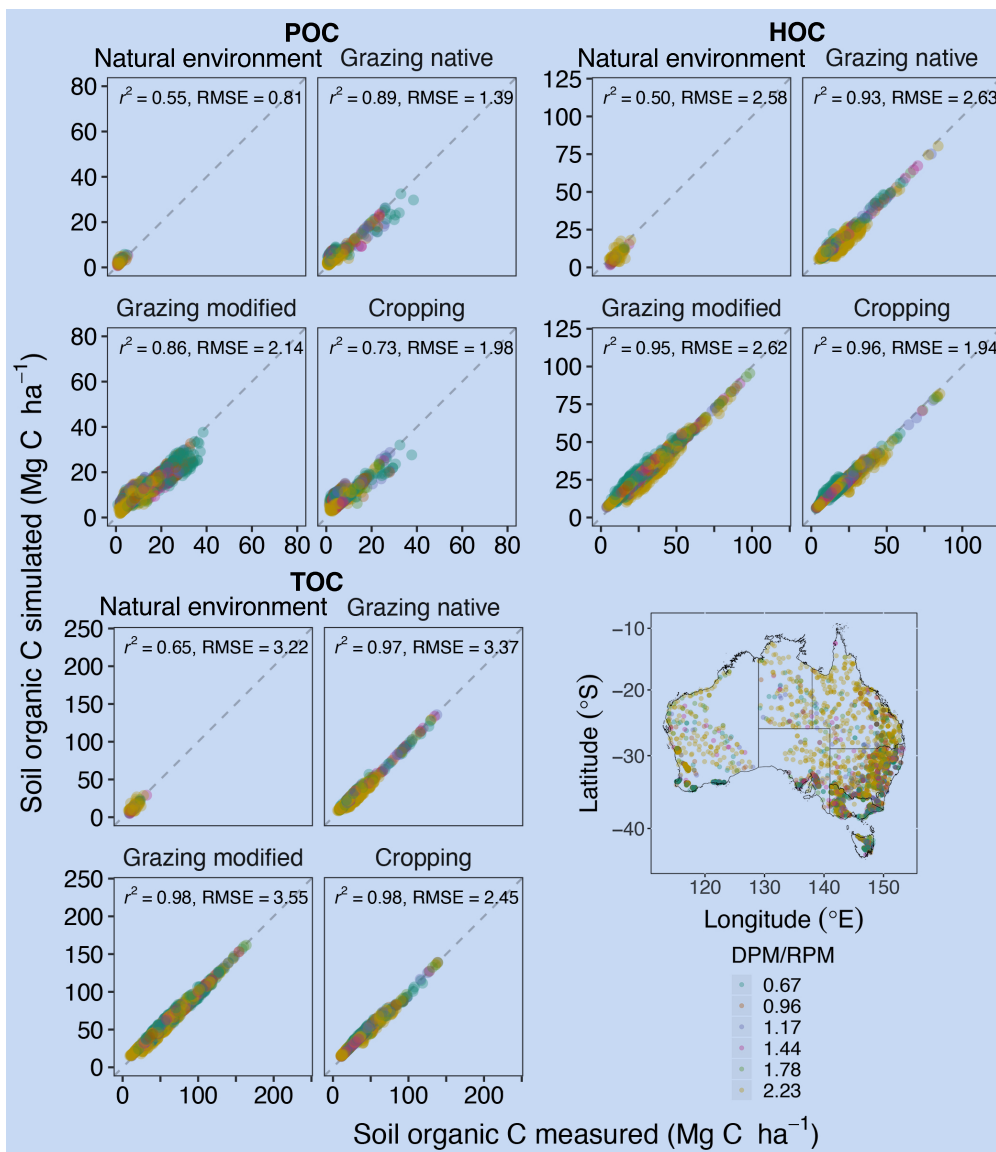 POC
HOC
Natural environment
Grazing native
Natural environment
Grazing native
r² = 0.55, RMSE = 0.81
r² = 0.89, RMSE = 1.39
r² = 0.50, RMSE = 2.58
r² = 0.93, RMSE = 2.63
80
60
40
20
0
125
100
75
50
25
0
Grazing modified
Cropping
Grazing modified
Cropping
r² = 0.86, RMSE = 2.14
r² = 0.73, RMSE = 1.98
r² = 0.95, RMSE = 2.62
r² = 0.96, RMSE = 1.94
80
60
40
20
0
125
100
75
50
25
0
0 20 40 60 80
0 20 40 60 80
0 50 100
0 50 100
Soil organic C simulated (Mg C ha⁻¹)
TOC
Natural environment
Grazing native
r² = 0.65, RMSE = 3.22
r² = 0.97, RMSE = 3.37
250
200
150
100
50
0
Grazing modified
Cropping
r² = 0.98, RMSE = 3.55
r² = 0.98, RMSE = 2.45
250
200
150
100
50
0
0 100 200
0 100 200
Soil organic C measured (Mg C ha⁻¹)
Latitude (°S)
−10
−20
−30
−40
120 130 140 150
Longitude (°E)
DPM/RPM
0.67
0.96
1.17
1.44
1.78
2.23